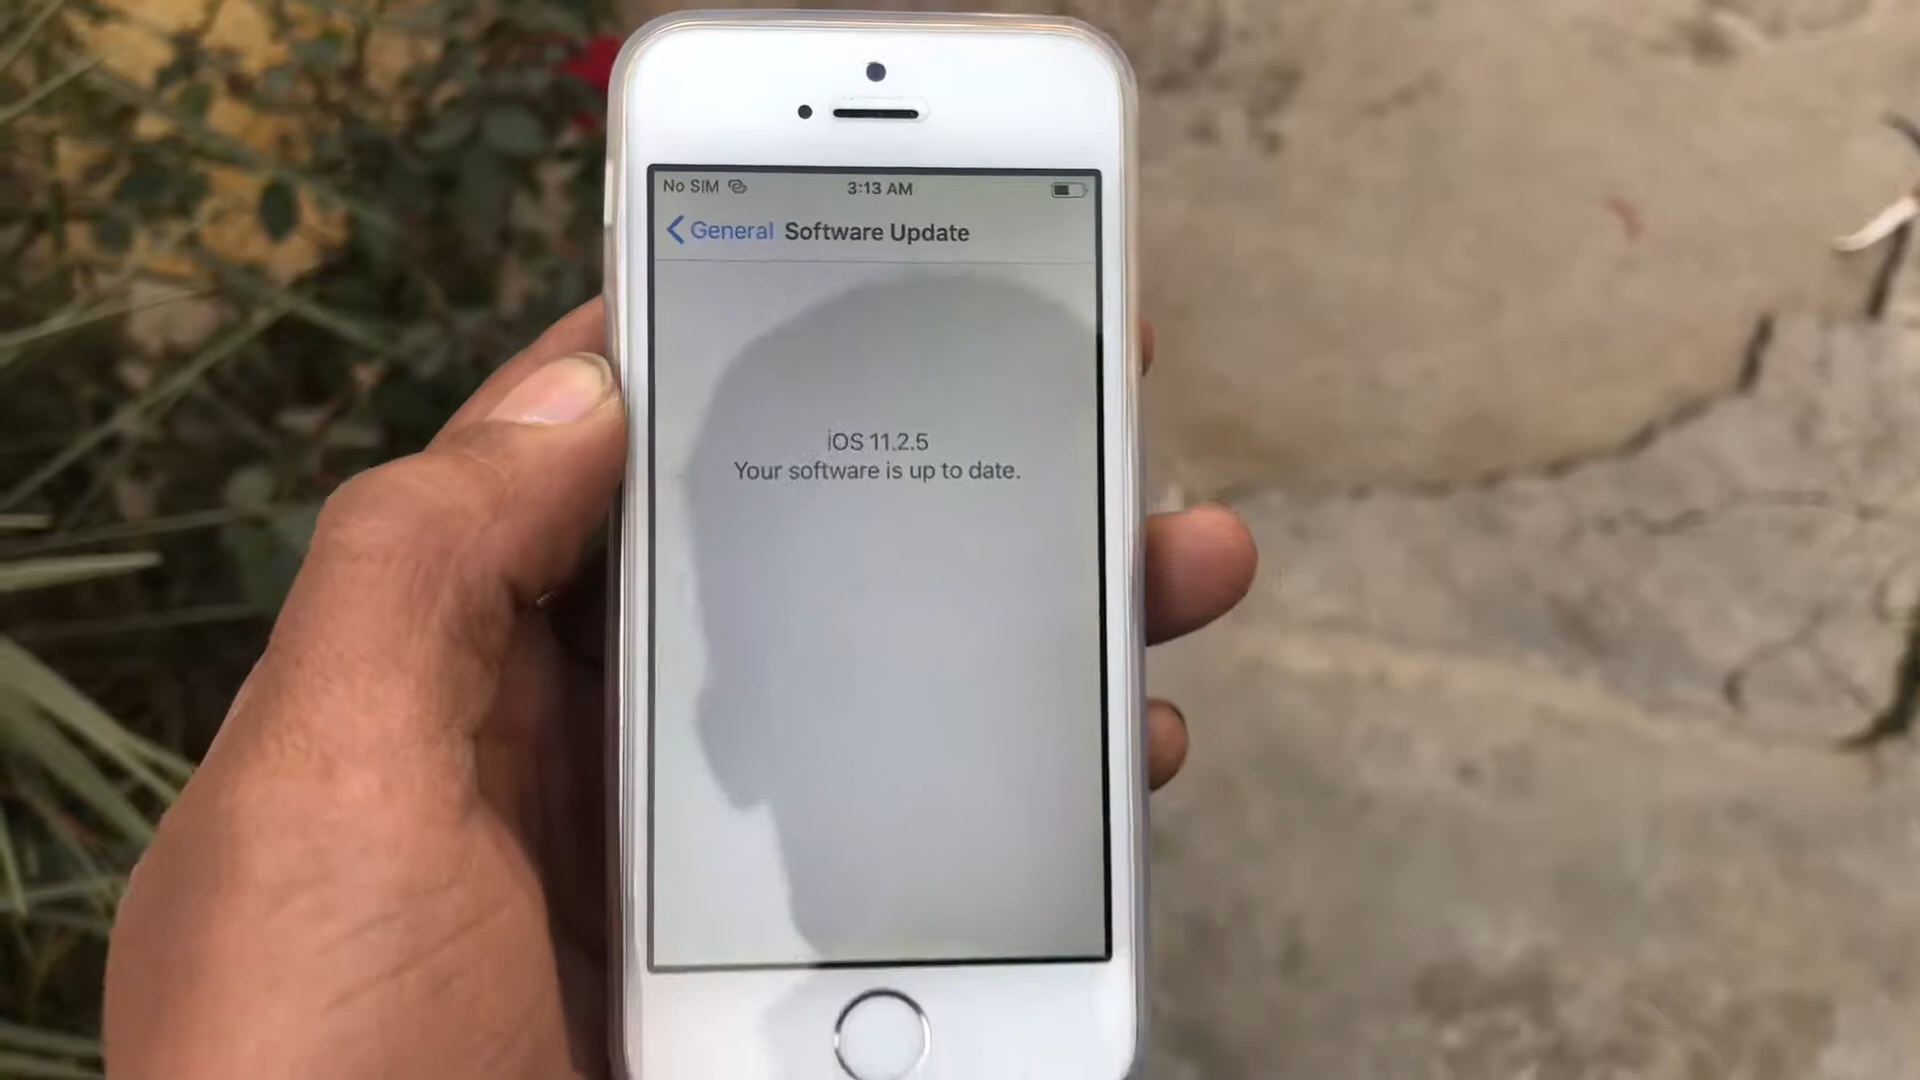 No SIM 3:13 AM
General Software Update
iOS 11.2.5
Your software is up to date.